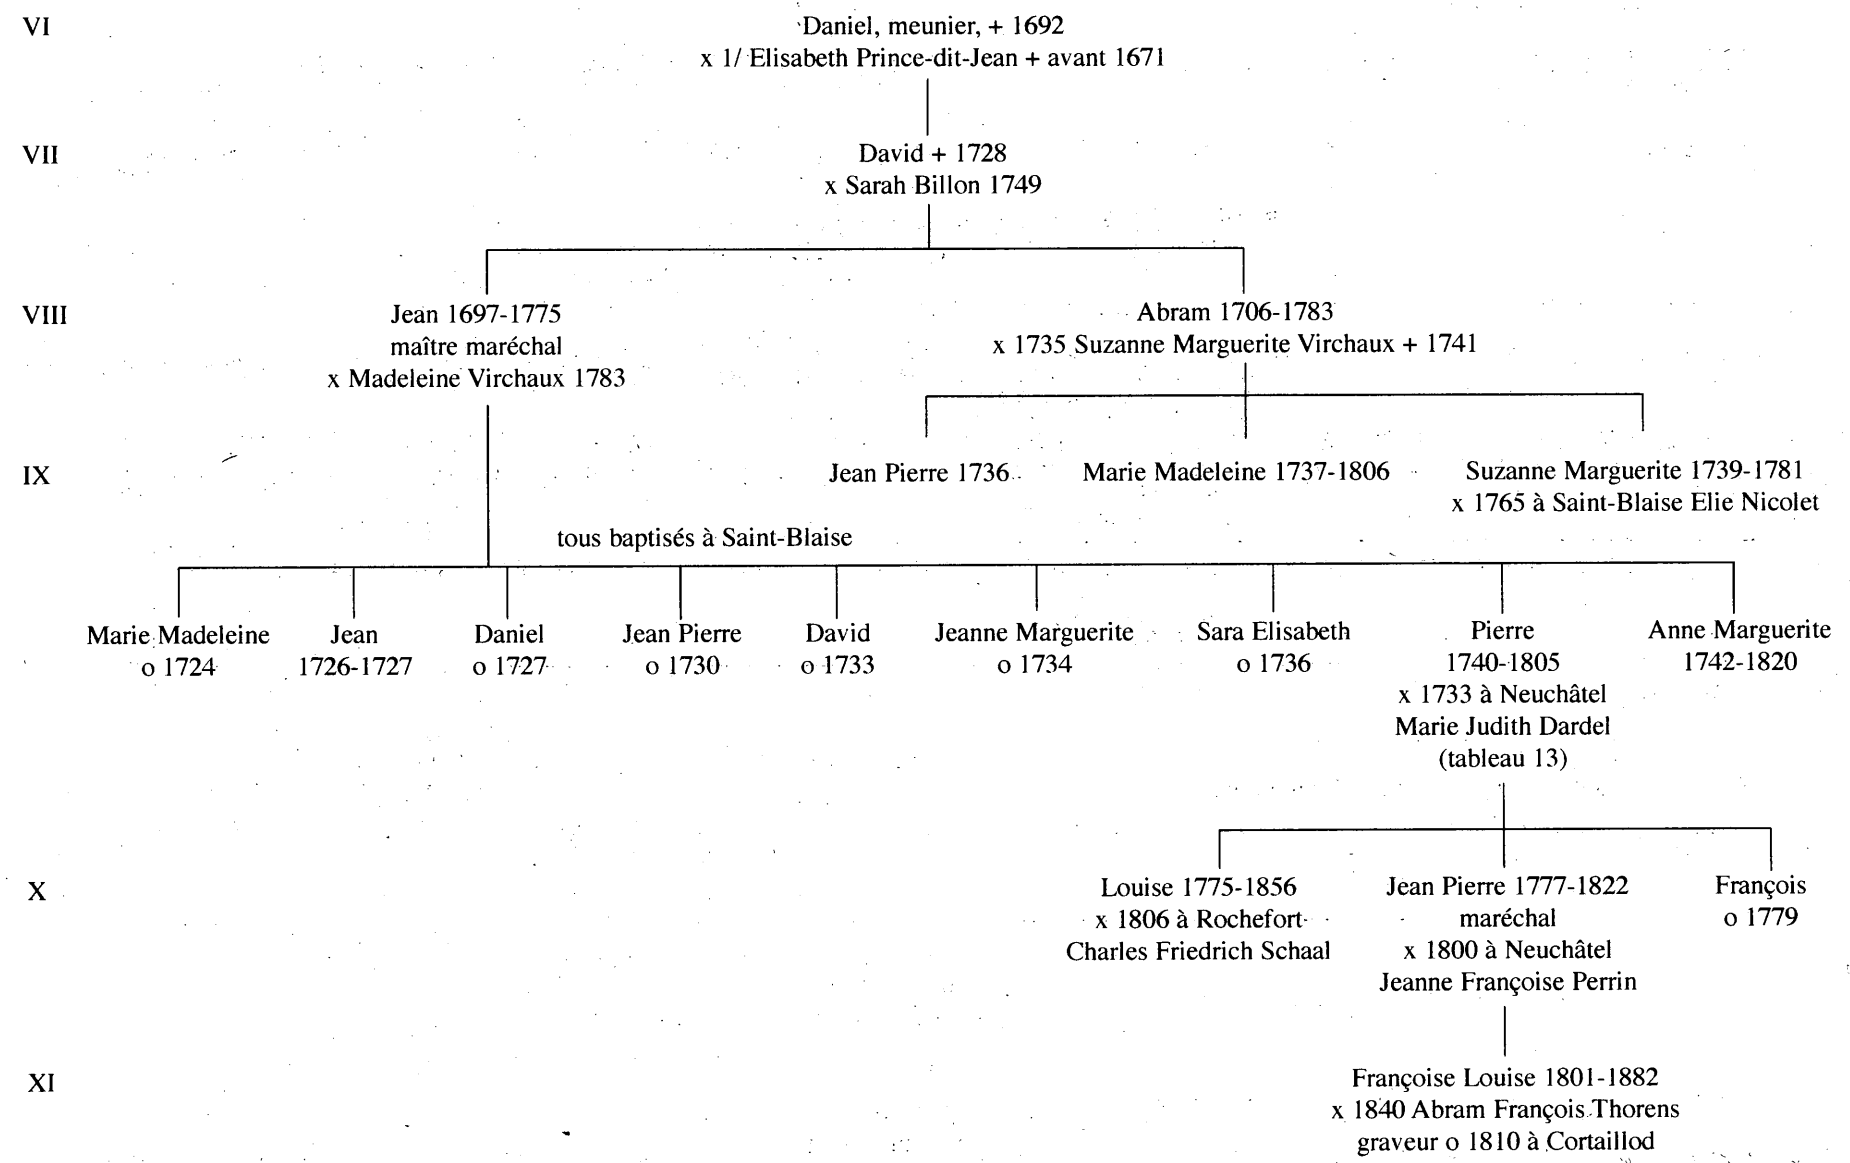 VI
Daniel, meunier, + 1692
x 1/ Elisabeth Prince-dit-Jean + avant 1671
VII
David + 1728
x Sarah Billon 1749
VIII
Jean 1697-1775
maître maréchal
x Madeleine Virchaux 1783
Abram 1706-1783
x 1735 Suzanne Marguerite Virchaux + 1741
IX
Jean Pierre 1736
Marie Madeleine 1737-1806
Suzanne Marguerite 1739-1781
x 1765 à Saint-Blaise Elie Nicolet
tous baptisés à Saint-Blaise
Marie Madeleine
o 1724
Jean
1726-1727
Daniel
o 1727
Jean Pierre
o 1730
David
o 1733
Jeanne Marguerite
o 1734
Sara Elisabeth
o 1736
Pierre
1740-1805
x 1733 à Neuchâtel
Marie Judith Dardel
(tableau 13)
Anne Marguerite
1742-1820
X
Louise 1775-1856
x 1806 à Rochefort
Charles Friedrich Schaal
Jean Pierre 1777-1822
maréchal
x 1800 à Neuchâtel
Jeanne Françoise Perrin
François
o 1779
XI
Françoise Louise 1801-1882
x 1840 Abram François Thorens
graveur o 1810 à Cortaillod